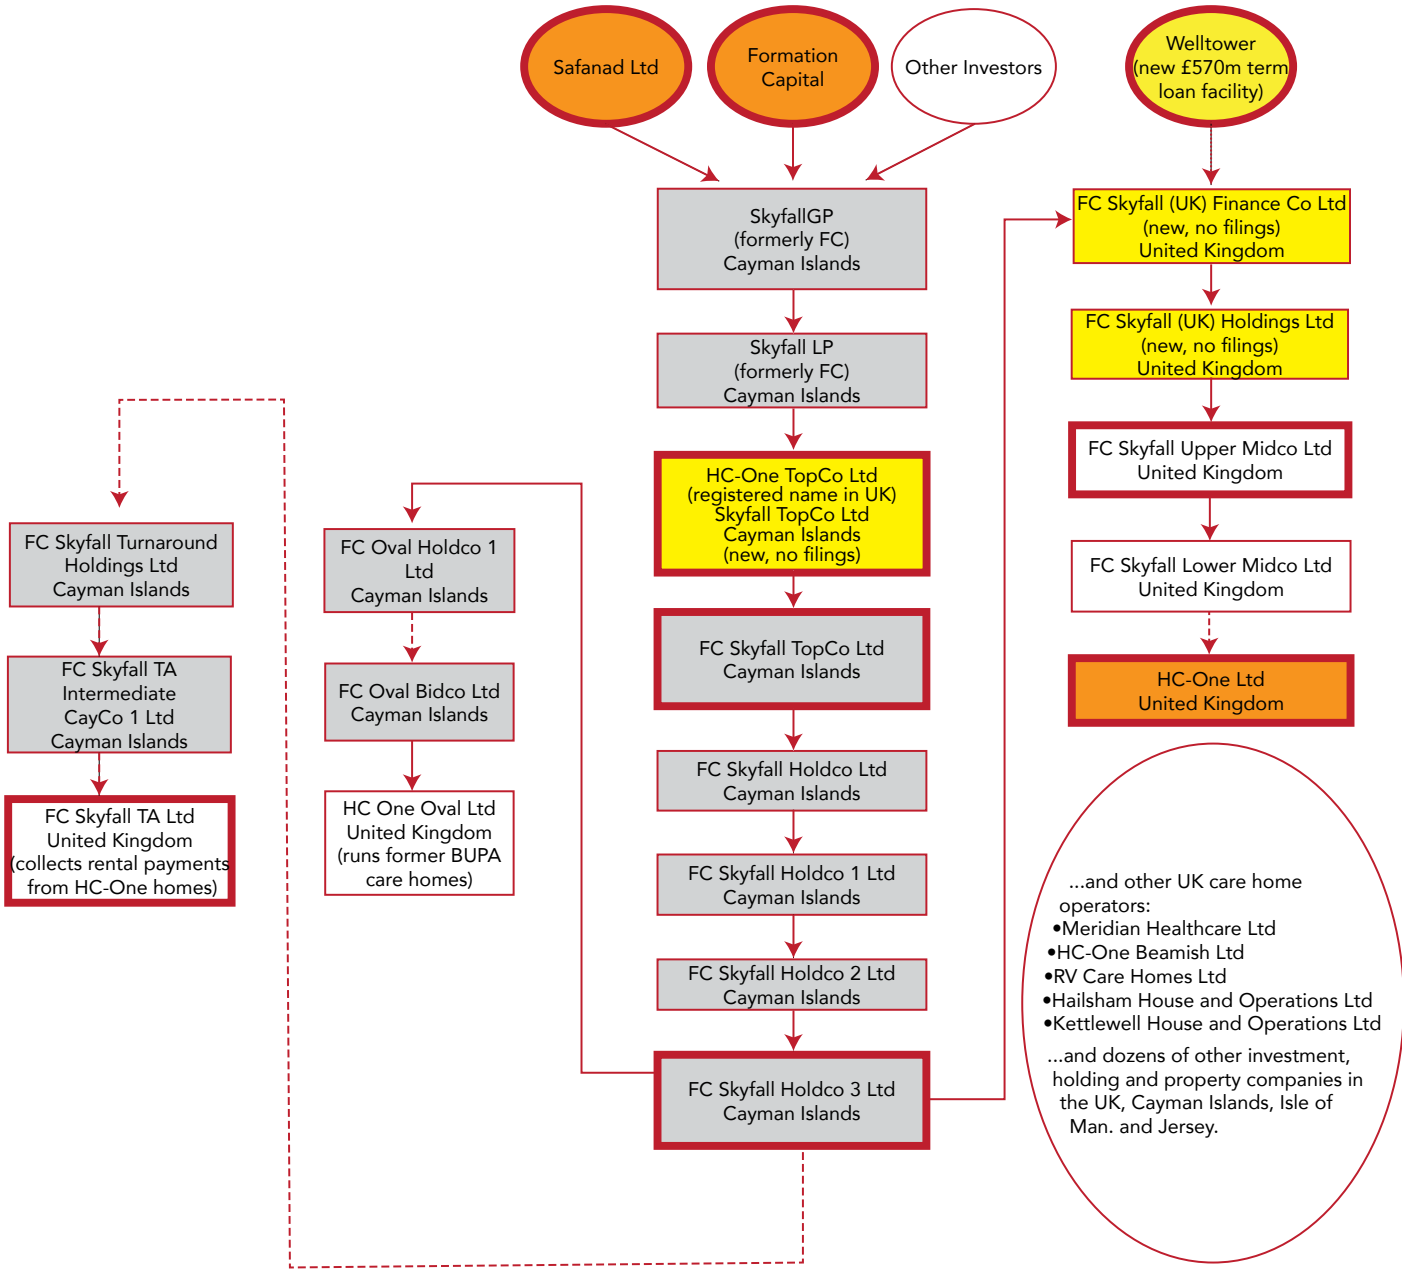 Safanad Ltd
Formation
Capital
Other Investors
Welltower
(new £570m term
loan facility)
SkyfallGP
(formerly FC)
Cayman Islands
FC Skyfall (UK) Finance Co Ltd
(new, no filings)
United Kingdom
Skyfall LP
(formerly FC)
Cayman Islands
FC Skyfall (UK) Holdings Ltd
(new, no filings)
United Kingdom
HC-One TopCo Ltd
(registered name in UK)
Skyfall TopCo Ltd
Cayman Islands
(new, no filings)
FC Skyfall Upper Midco Ltd
United Kingdom
FC Skyfall Turnaround
Holdings Ltd
Cayman Islands
FC Oval Holdco 1
Ltd
Cayman Islands
FC Skyfall Lower Midco Ltd
United Kingdom
FC Skyfall TopCo Ltd
Cayman Islands
FC Skyfall TA
Intermediate
CayCo 1 Ltd
Cayman Islands
FC Oval Bidco Ltd
Cayman Islands
HC-One Ltd
United Kingdom
FC Skyfall Holdco Ltd
Cayman Islands
FC Skyfall TA Ltd
United Kingdom
(collects rental payments
from HC-One homes)
HC One Oval Ltd
United Kingdom
(runs former BUPA
care homes)
FC Skyfall Holdco 1 Ltd
Cayman Islands
FC Skyfall Holdco 2 Ltd
Cayman Islands
FC Skyfall Holdco 3 Ltd
Cayman Islands
...and other UK care home
operators:
•Meridian Healthcare Ltd
•HC-One Beamish Ltd
•RV Care Homes Ltd
•Hailsham House and Operations Ltd
•Kettlewell House and Operations Ltd
...and dozens of other investment,
holding and property companies in
the UK, Cayman Islands, Isle of
Man. and Jersey.